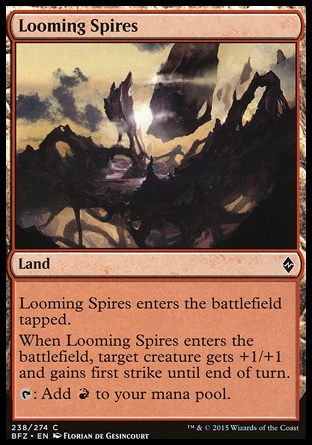 Looming Spires
Land
Looming Spires enters the battlefield
tapped.
When Looming Spires enters the
battlefield, target creature gets +1/+1
and gains first strike until end of turn.
: Add to your mana pool.
238/274 C
BFZ • EN Florian de Gesincourt
™ & © 2015 Wizards of the Coast